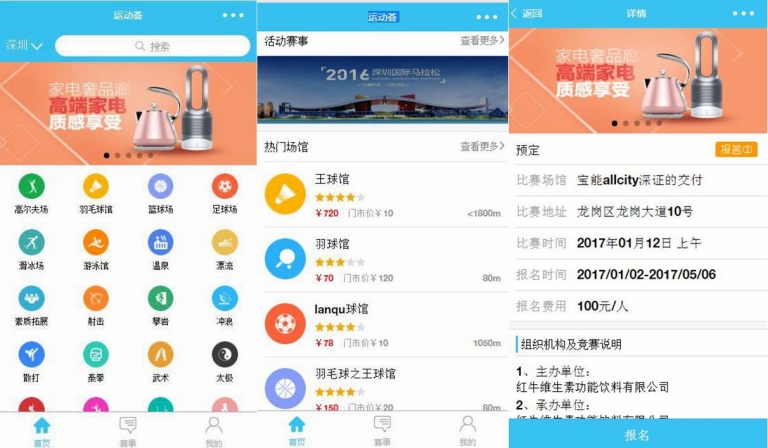 运动荟
深圳
搜索
家电奢品廊
高端家电
质感享受
高尔夫场
羽毛球馆
篮球场
足球场
滑冰场
游泳馆
温泉
漂流
素质拓展
射击
攀岩
冲浪
散打
泰拳
武术
太极
首页
赛事
我的
运动荟
活动赛事
查看更多>
2016 深圳国际马拉松
热门场馆
查看更多>
王球馆
￥720 门市价￥10 <1800m
羽球馆
￥70 门市价￥120 80m
lanqu球馆
￥78 门市价￥10 1050m
羽毛球之王球馆
￥150 门市价￥20 80m
首页
赛事
我的
返回
详情
家电奢品廊
高端家电
质感享受
预定
报名中
比赛场馆 宝能allcity深证的交付
比赛地址 龙岗区龙岗大道10号
比赛时间 2017年01月12日 上午
报名时间 2017/01/02-2017/05/06
报名费用 100元/人
组织机构及竞赛说明
1、主办单位：
红牛维生素功能饮料有限公司
2、承办单位：
红牛维生素功能饮料有限公司
报名